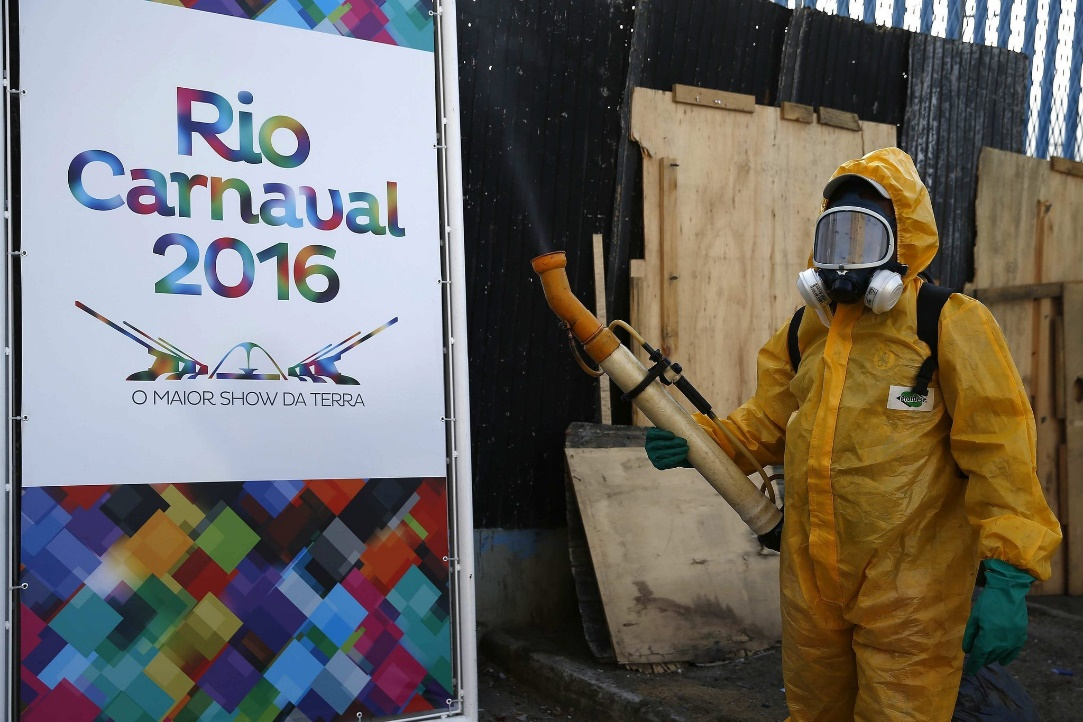 Rio
Carnaval
2016
O MAIOR SHOW DA TERRA